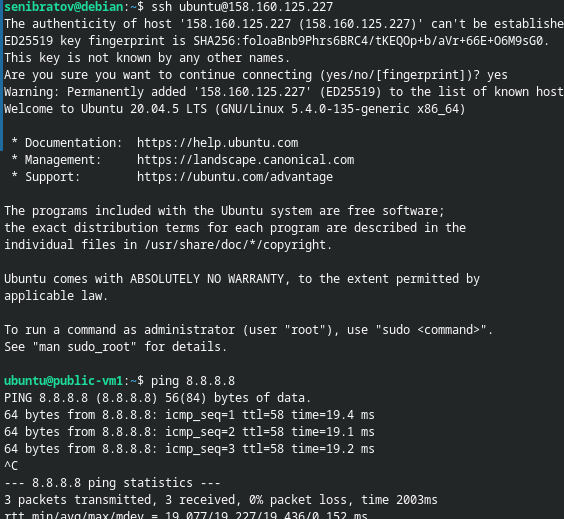 senibratov@debian:~$ ssh ubuntu@158.160.125.227
The authenticity of host '158.160.125.227 (158.160.125.227)' can't be establishe
ED25519 key fingerprint is SHA256:foloaBnb9Phrs6BRC4/tKEQOp+b/aVr+66E+O6M9sG0.
This key is not known by any other names.
Are you sure you want to continue connecting (yes/no/[fingerprint])? yes
Warning: Permanently added '158.160.125.227' (ED25519) to the list of known host
Welcome to Ubuntu 20.04.5 LTS (GNU/Linux 5.4.0-135-generic x86_64)
* Documentation:  https://help.ubuntu.com
* Management:     https://landscape.canonical.com
* Support:        https://ubuntu.com/advantage
The programs included with the Ubuntu system are free software;
the exact distribution terms for each program are described in the
individual files in /usr/share/doc/*/copyright.
Ubuntu comes with ABSOLUTELY NO WARRANTY, to the extent permitted by
applicable law.
To run a command as administrator (user "root"), use "sudo <command>".
See "man sudo_root" for details.
ubuntu@public-vm1:~$ ping 8.8.8.8
PING 8.8.8.8 (8.8.8.8) 56(84) bytes of data.
64 bytes from 8.8.8.8: icmp_seq=1 ttl=58 time=19.4 ms
64 bytes from 8.8.8.8: icmp_seq=2 ttl=58 time=19.1 ms
64 bytes from 8.8.8.8: icmp_seq=3 ttl=58 time=19.2 ms
^C
--- 8.8.8.8 ping statistics ---
3 packets transmitted, 3 received, 0% packet loss, time 2003ms
rtt min/avg/max/mdev = 19.077/19.227/19.436/0.152 ms